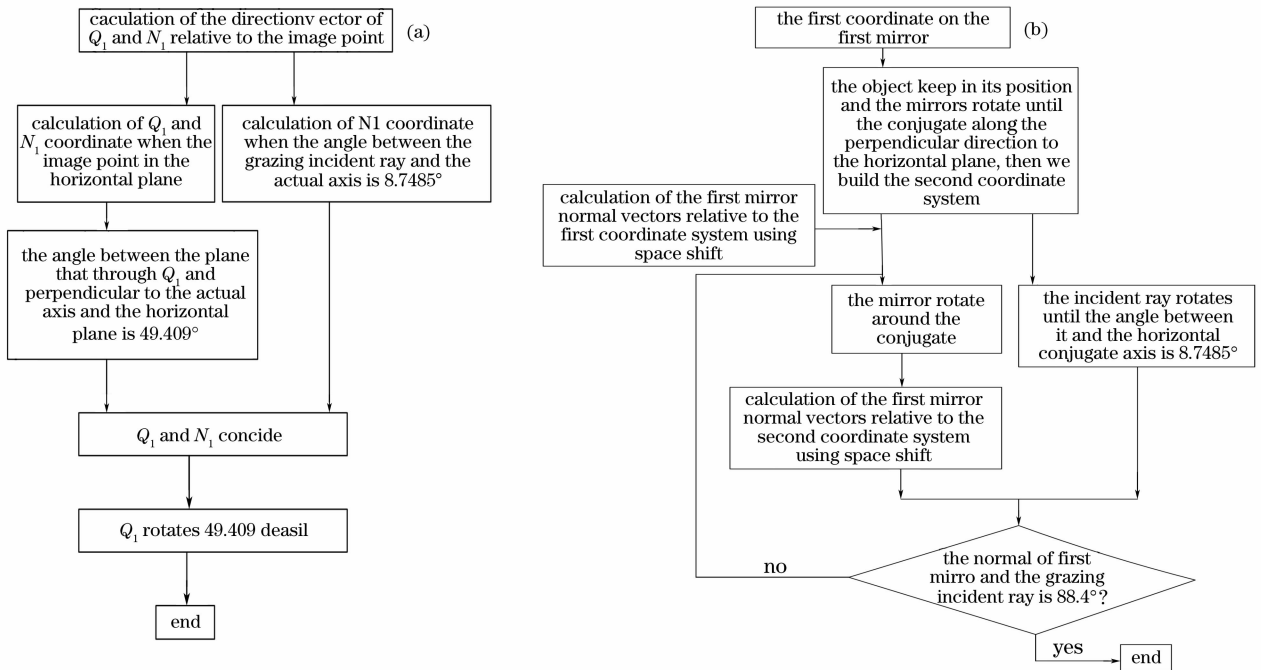 caculation of the directionv ector of
Q₁ and N₁ relative to the image point
(a)
calculation of Q₁ and
N₁ coordinate when the
image point in the
horizontal plane
calculation of N1 coordinate
when the angle between the
grazing incident ray and the
actual axis is 8.7485°
the angle between the plane
that through Q₁ and
perpendicular to the actual
axis and the horizontal
plane is 49.409°
Q₁ and N₁ concide
Q₁ rotates 49.409 deasil
end
the first coordinate on the
first mirror
(b)
the object keep in its position
and the mirrors rotate until
the conjugate along the
perpendicular direction to
the horizontal plane, then we
build the second coordinate
system
calculation of the first mirror
normal vectors relative to the
first coordinate system using
space shift
the mirror rotate
around the
conjugate
the incident ray rotates
until the angle between
it and the horizontal
conjugate axis is 8.7485°
calculation of the first mirror
normal vectors relative to the
second coordinate system
using space shift
the normal of first
mirro and the grazing
incident ray is 88.4°?
no
yes
end